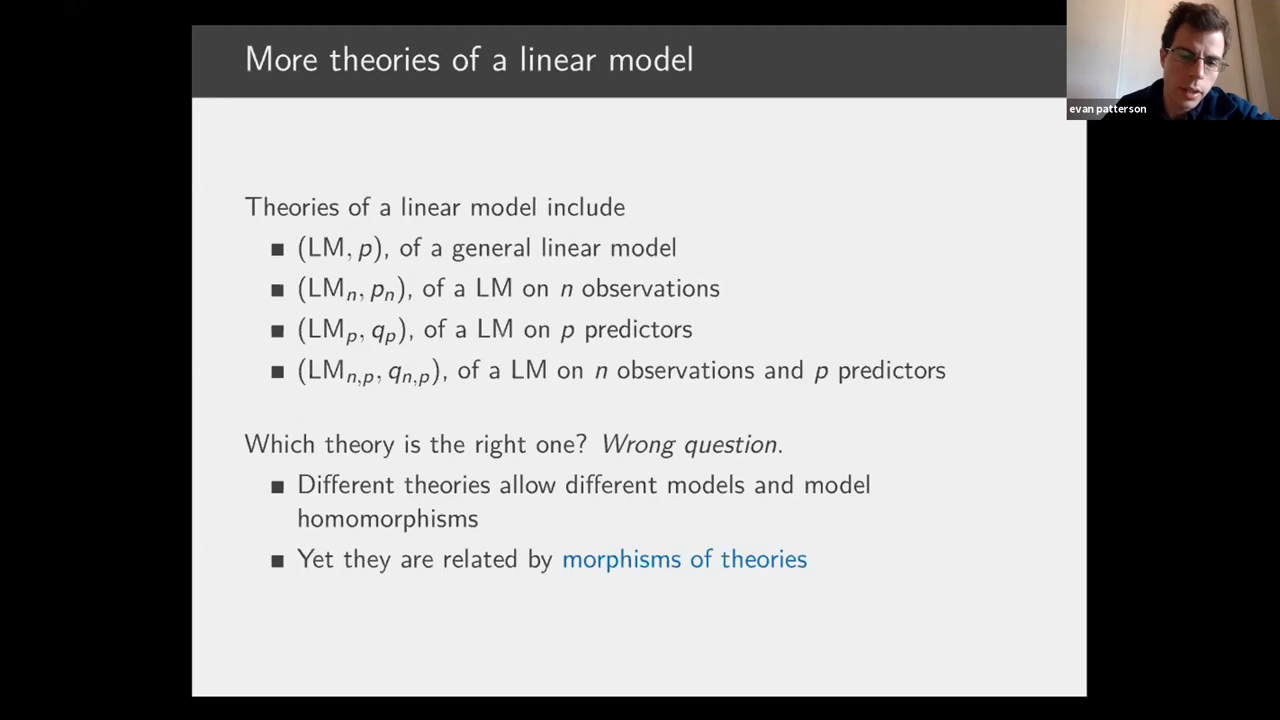 More theories of a linear model
evan patterson
Theories of a linear model include
■ (LM, p), of a general linear model
■ (LMₙ, pₙ), of a LM on n observations
■ (LMₚ, qₚ), of a LM on p predictors
■ (LMₙ,ₚ, qₙ,ₚ), of a LM on n observations and p predictors
Which theory is the right one? Wrong question.
■ Different theories allow different models and model
homomorphisms
■ Yet they are related by morphisms of theories